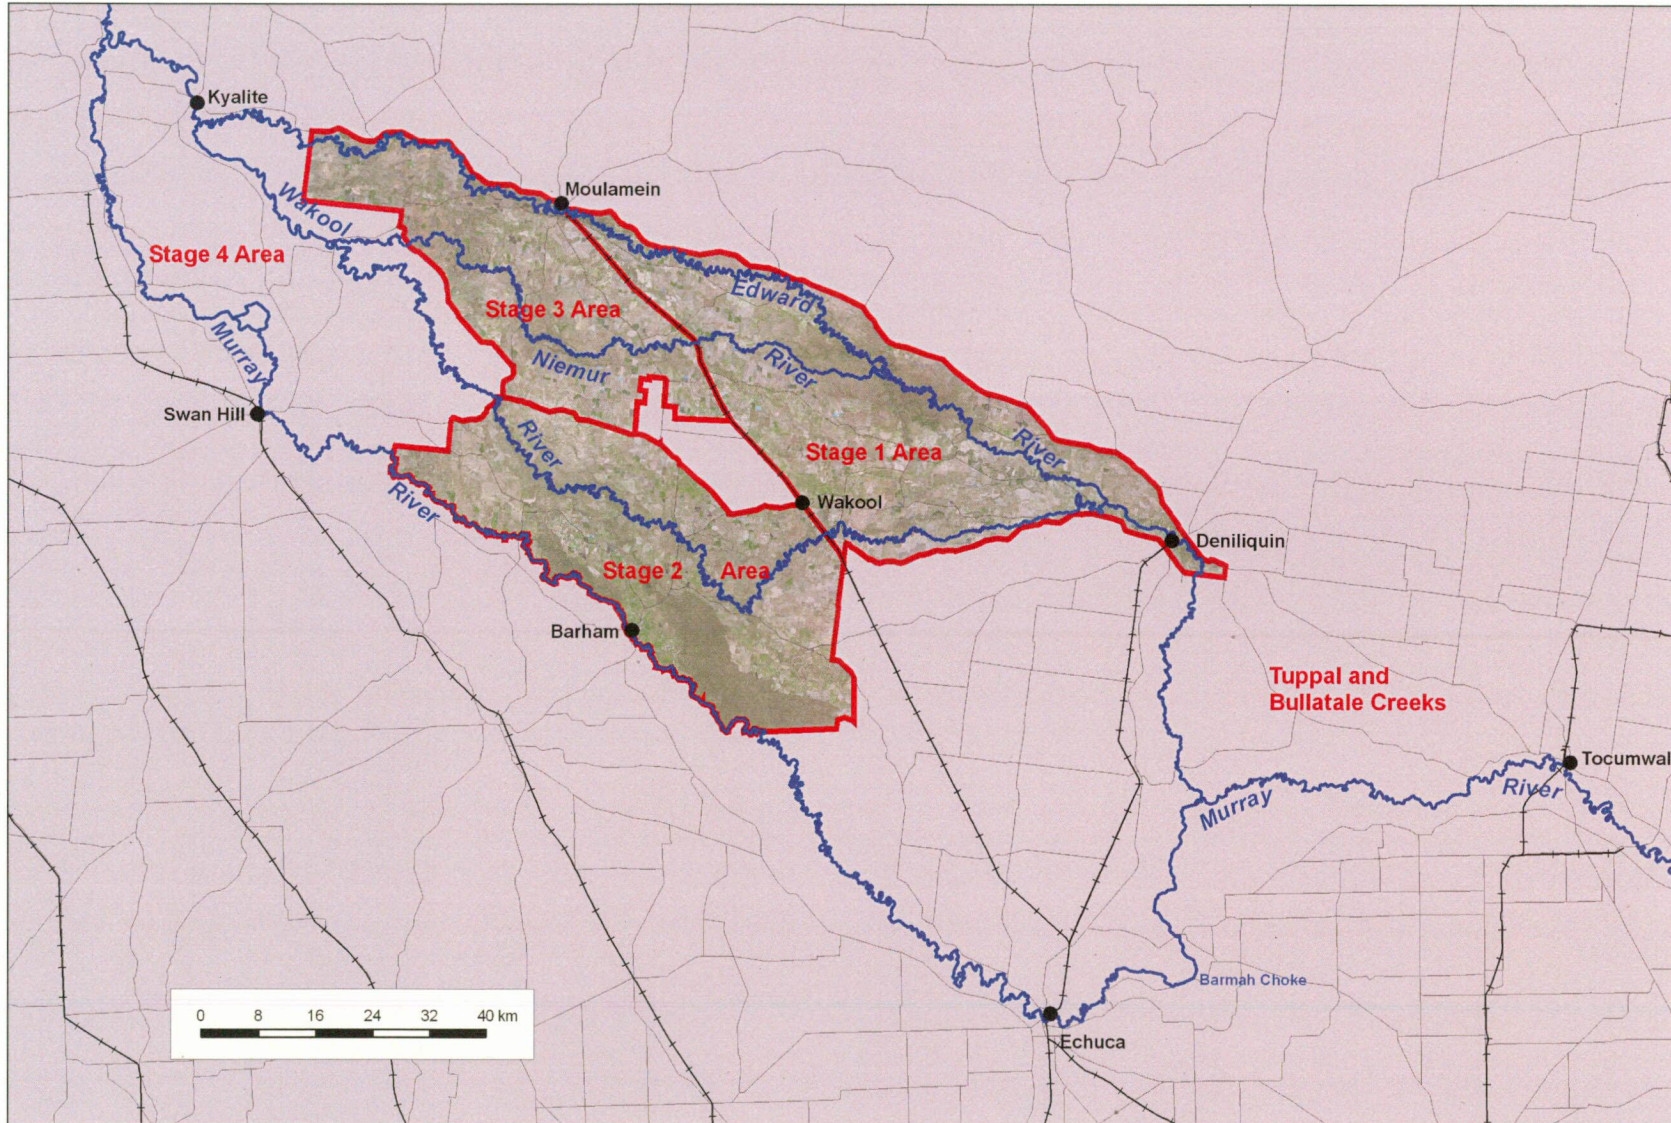 Kyalite
Moulamein
Wakool
Stage 4 Area
Edward
Stage 3 Area
Murray
Niemur
River
Swan Hill
River
River
Stage 1 Area
River
Wakool
Deniliquin
Stage 2 Area
Barham
Tuppal and
Bullatale Creeks
Tocumwal
River
Murray
Barmah Choke
0 8 16 24 32 40 km
Echuca